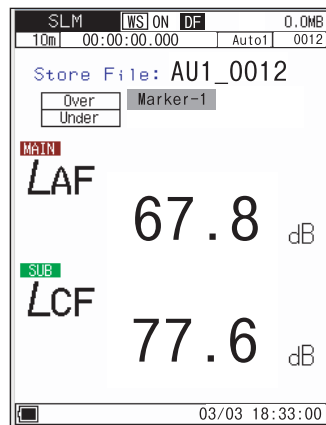 SLM WS ON DF 0.0MB
10m 00:00:00.000 Auto1 0012
Store File: AU1_0012
Over Marker-1
Under
MAIN
LAF
67.8 dB
SUB
LCF
77.6 dB
03/03 18:33:00